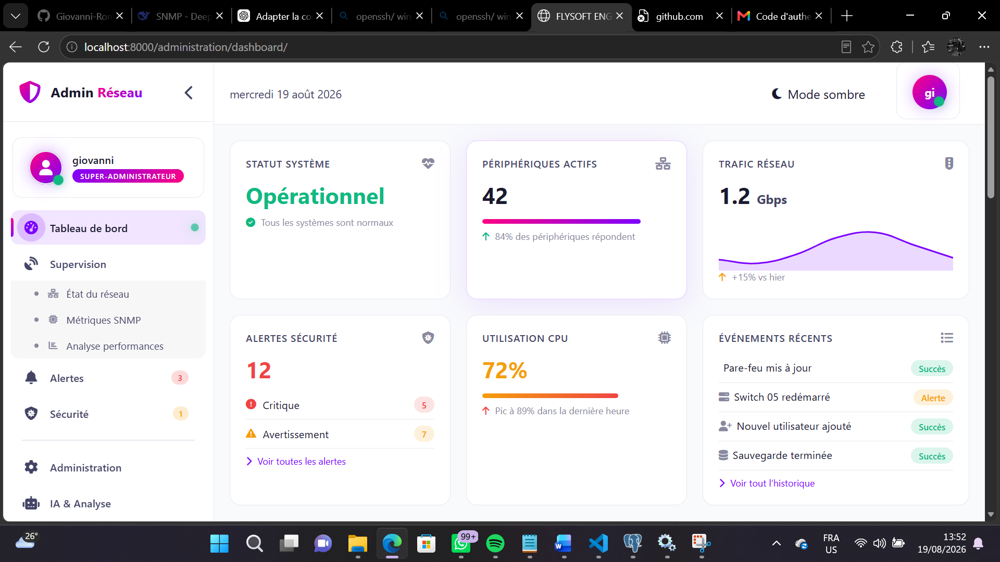 Giovanni-Ron
SNMP - Deep
Adapter la co
openssh/ win
openssh/ win
FLYSOFT ENG
github.com
Code d'authe
localhost:8000/administration/dashboard/
Admin Réseau
mercredi 19 août 2026
Mode sombre
gi
giovanni
SUPER-ADMINISTRATEUR
Tableau de bord
Supervision
État du réseau
Métriques SNMP
Analyse performances
Alertes 3
Sécurité 1
Administration
IA & Analyse
STATUT SYSTÈME
Opérationnel
Tous les systèmes sont normaux
PÉRIPHÉRIQUES ACTIFS
42
84% des périphériques répondent
TRAFIC RÉSEAU
1.2 Gbps
+15% vs hier
ALERTES SÉCURITÉ
12
Critique 5
Avertissement 7
Voir toutes les alertes
UTILISATION CPU
72%
Pic à 89% dans la dernière heure
ÉVÉNEMENTS RÉCENTS
Pare-feu mis à jour Succès
Switch 05 redémarré Alerte
Nouvel utilisateur ajouté Succès
Sauvegarde terminée Succès
Voir tout l'historique
26°
99+
W
FRA
US
13:52
19/08/2026